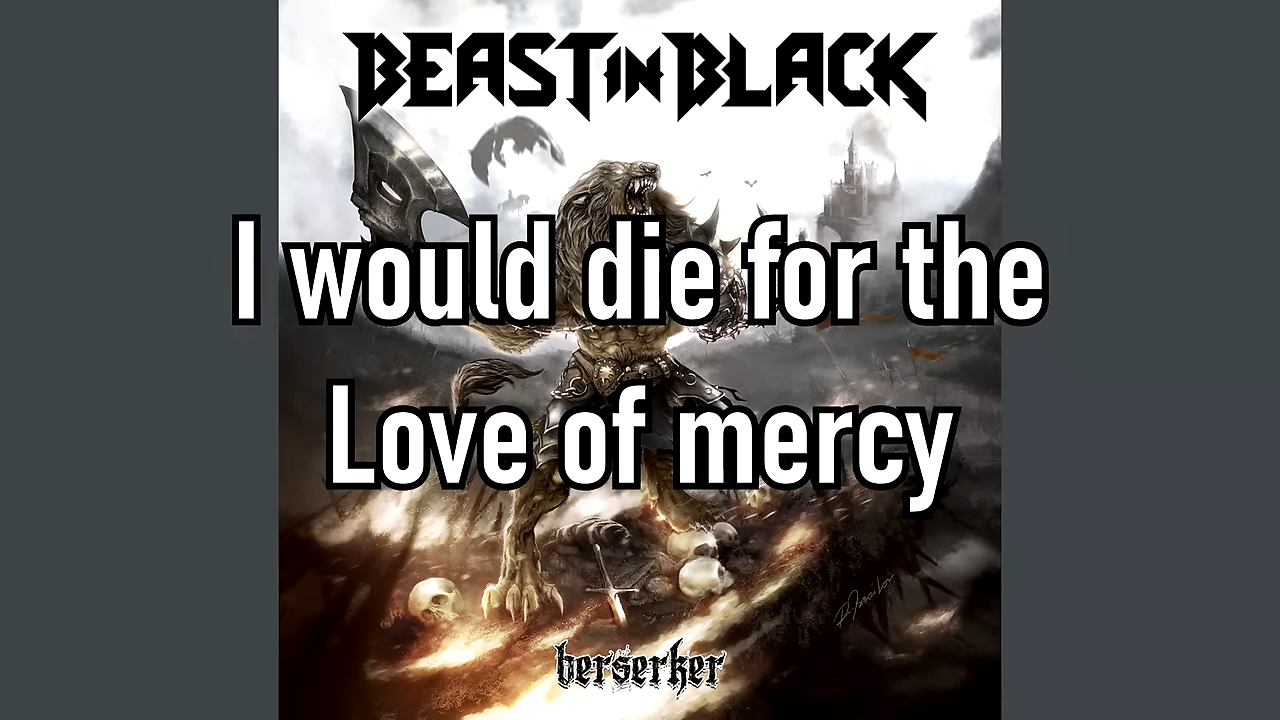 BEAST IN BLACK
I would die for the
Love of mercy
berserker